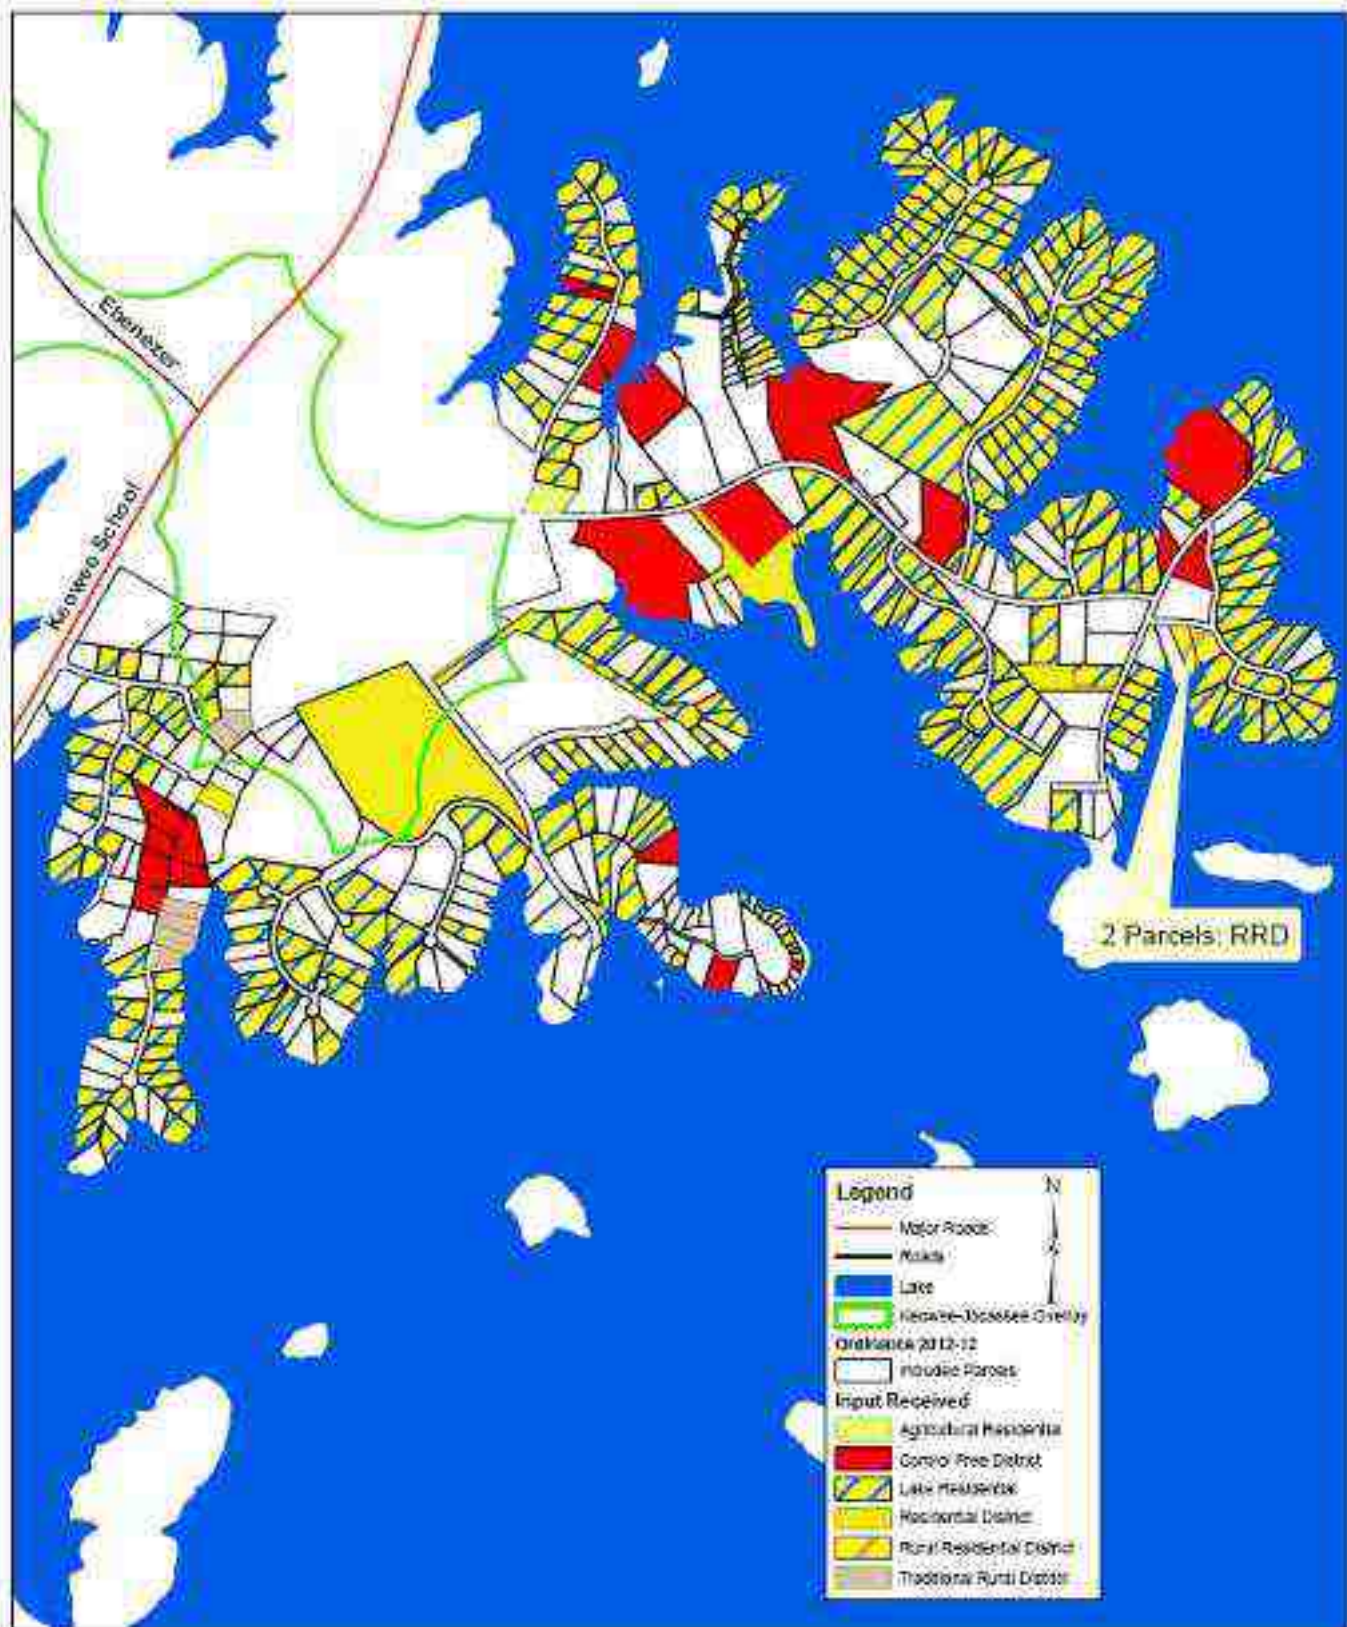 Ebenezer
Keowee School
2 Parcels: RRD
Legend
N
Major Roads
Roads
Lake
Keowee-Jocassee Overlay
Ordinance 2012-12
Included Parcels
Input Received
Agricultural Residential
Control Free District
Lake Residential
Residential District
Rural Residential District
Traditional Rural District